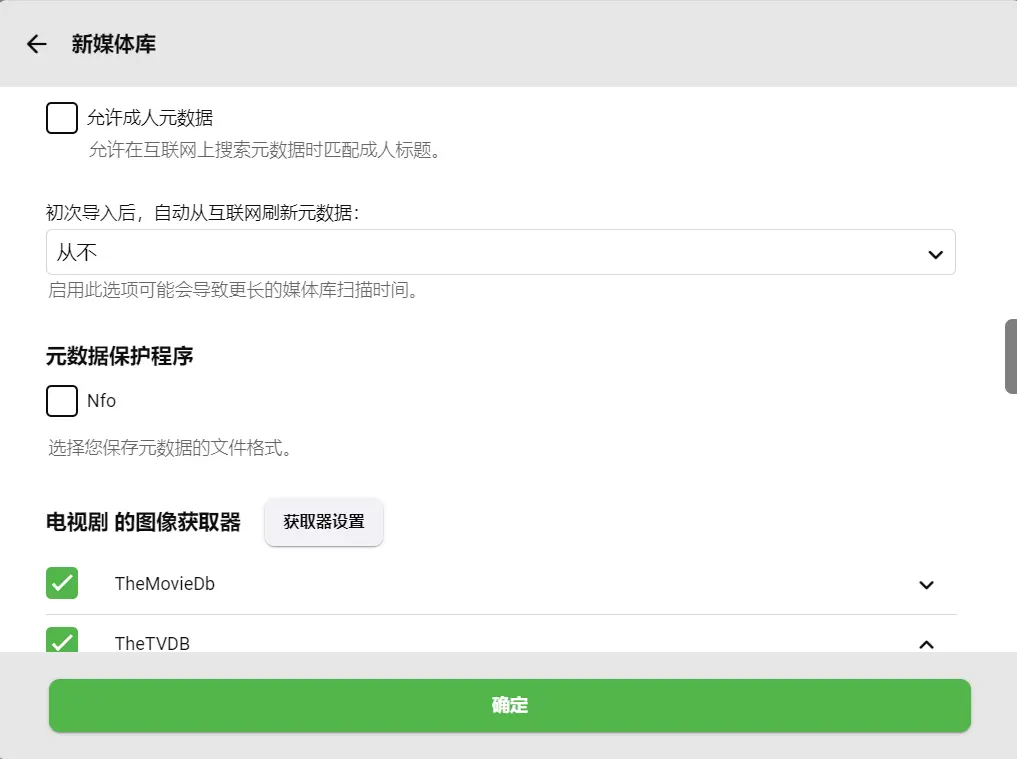 新媒体库
允许成人元数据
允许在互联网上搜索元数据时匹配成人标题。
初次导入后，自动从互联网刷新元数据：
从不
启用此选项可能会导致更长的媒体库扫描时间。
元数据保护程序
Nfo
选择您保存元数据的文件格式。
电视剧 的图像获取器 获取器设置
TheMovieDb
TheTVDB
确定